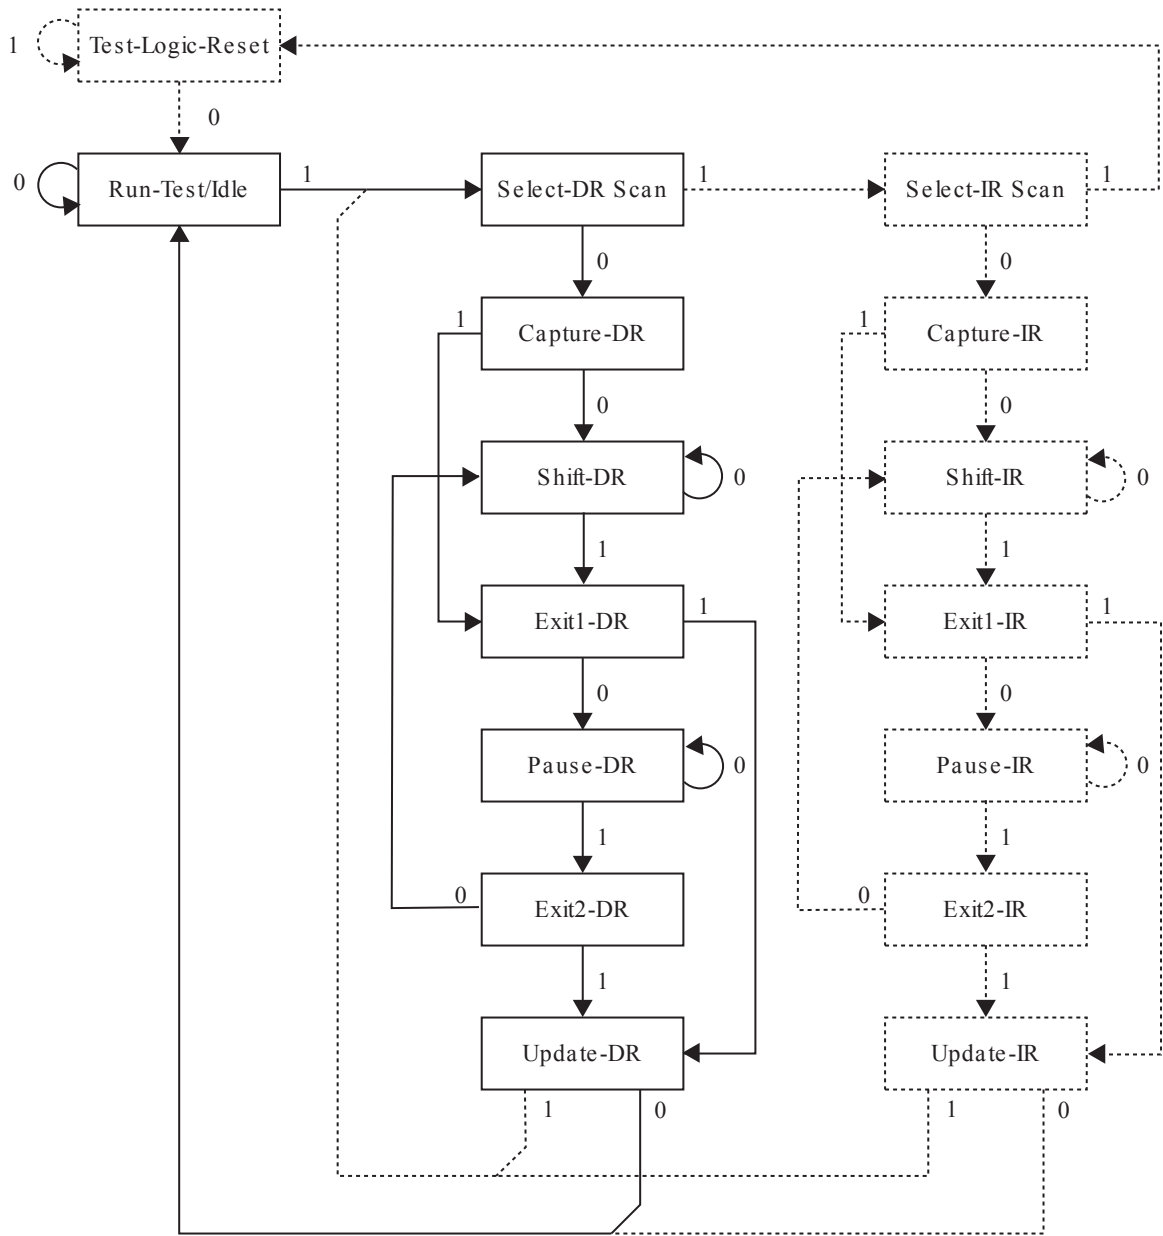 Test-Logic-Reset
1
0
0
Run-Test/Idle
1
Select-DR Scan
1
Select-IR Scan
1
0
0
1
Capture-DR
1
Capture-IR
0
0
Shift-DR
0
Shift-IR
0
1
1
Exit1-DR
1
Exit1-IR
1
0
0
Pause-DR
0
Pause-IR
0
1
1
0
Exit2-DR
0
Exit2-IR
1
1
Update-DR
Update-IR
1
0
1
0